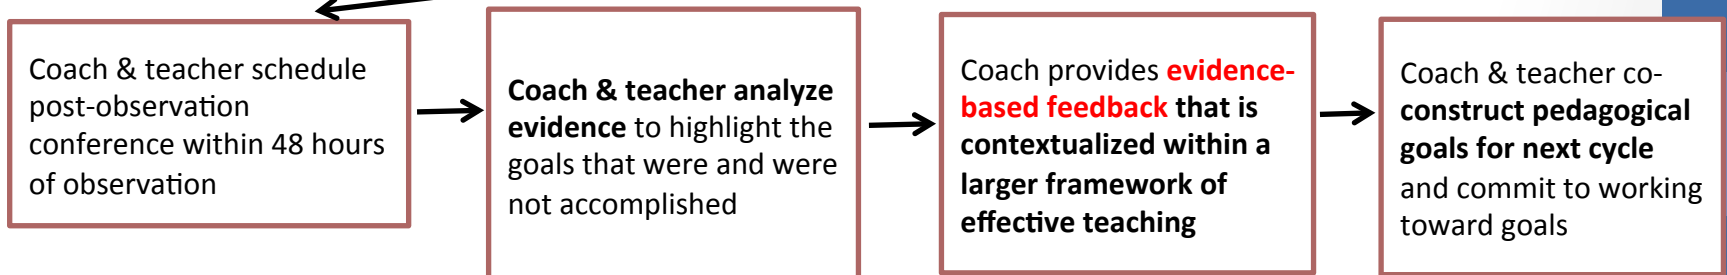 Coach & teacher schedule
post-observation
conference within 48 hours
of observation
Coach & teacher analyze
evidence to highlight the
goals that were and were
not accomplished
Coach provides evidence-
based feedback that is
contextualized within a
larger framework of
effective teaching
Coach & teacher co-
construct pedagogical
goals for next cycle
and commit to working
toward goals